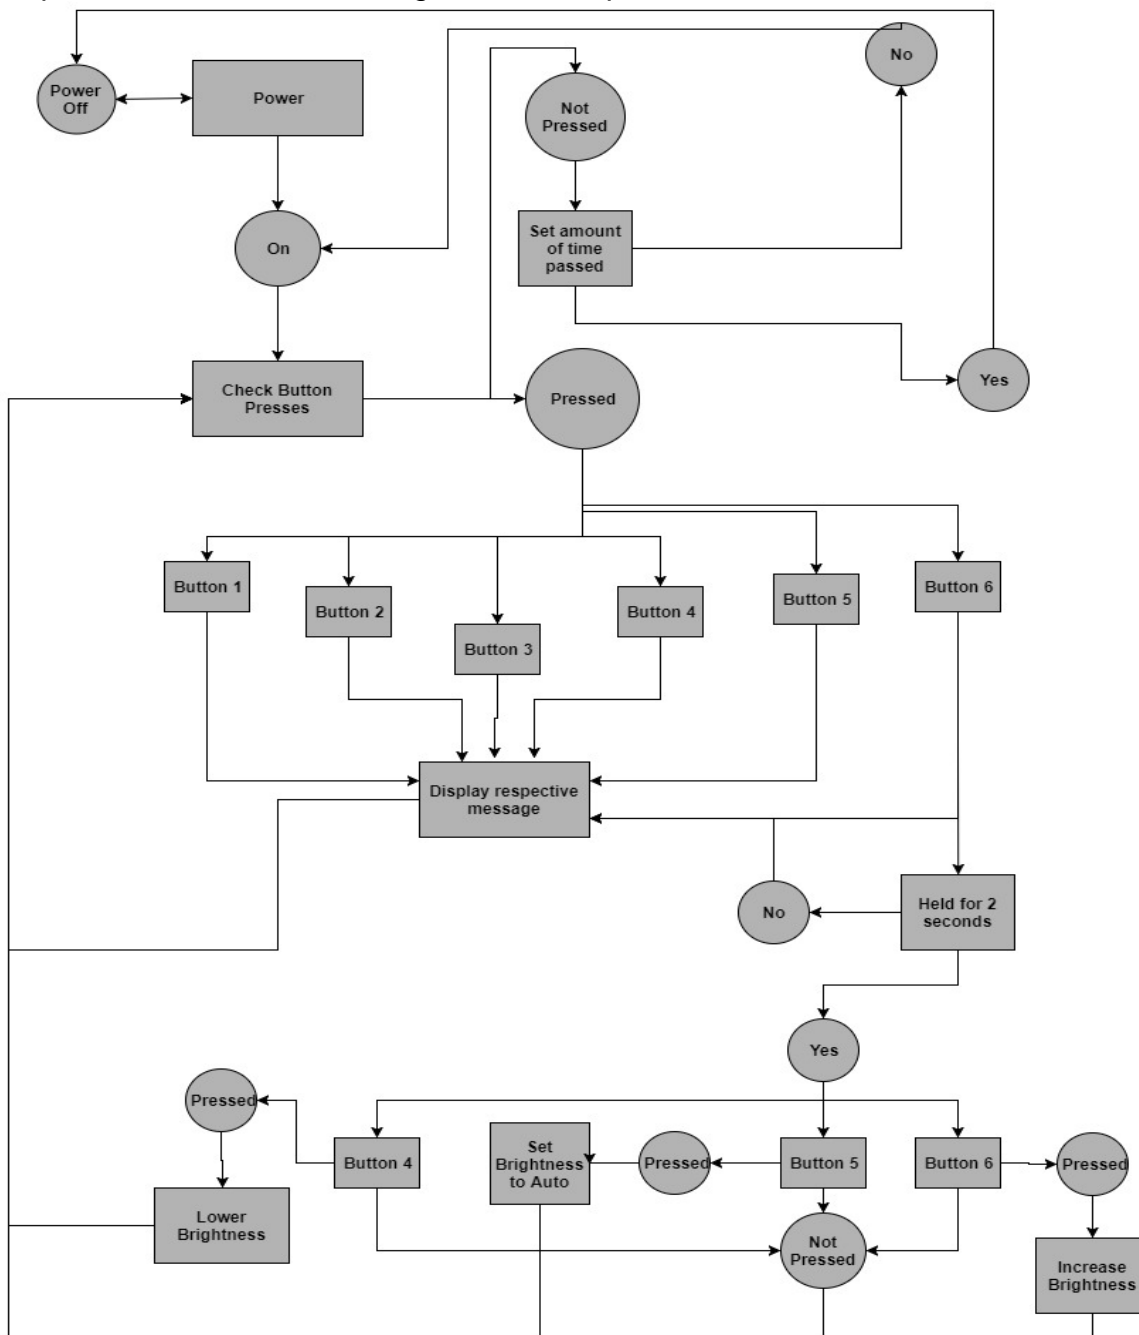 Power
Off
Power
Not
Pressed
No
On
Set amount
of time
passed
Check Button
Presses
Pressed
Yes
Button 1
Button 2
Button 3
Button 4
Button 5
Button 6
Display respective
message
No
Held for 2
seconds
Yes
Pressed
Button 4
Set
Brightness
to Auto
Pressed
Button 5
Button 6
Pressed
Lower
Brightness
Not
Pressed
Increase
Brightness